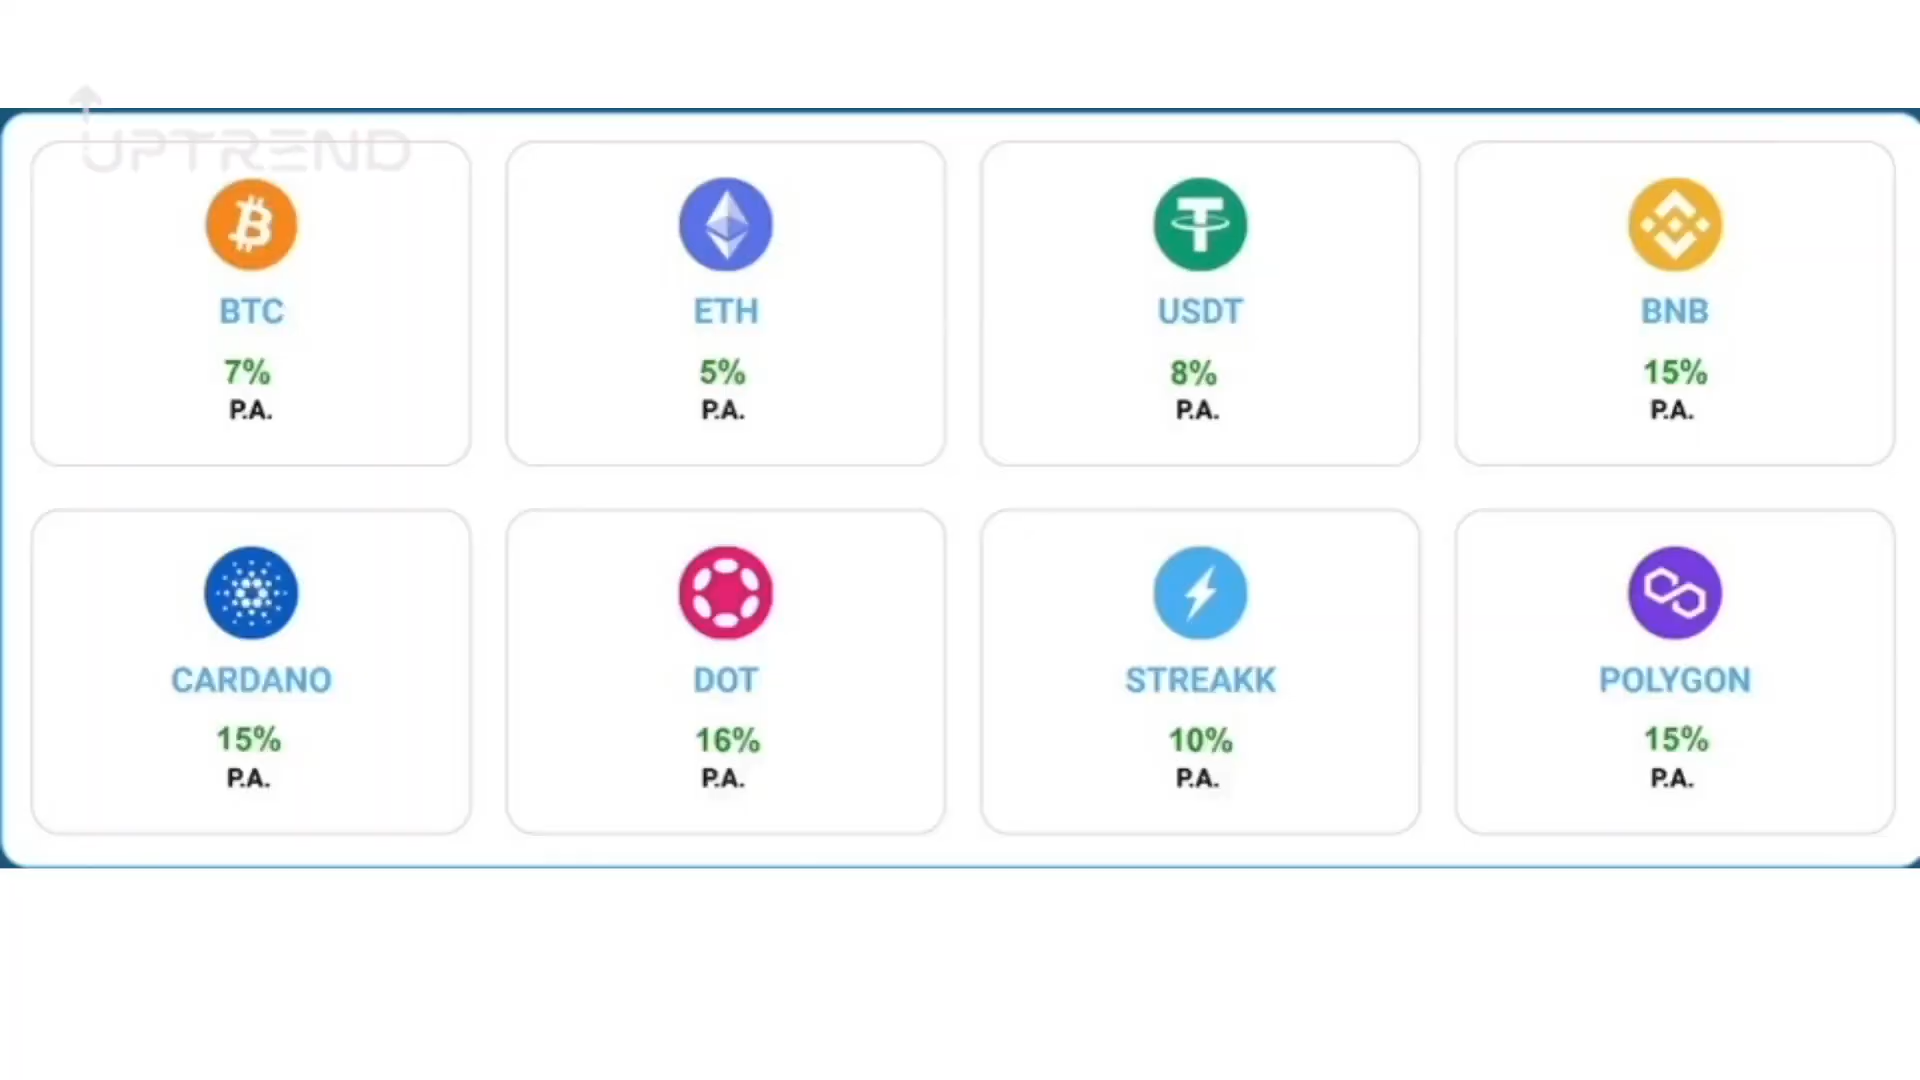 UPTREND
BTC
7%
P.A.
ETH
5%
P.A.
USDT
8%
P.A.
BNB
15%
P.A.
CARDANO
15%
P.A.
DOT
16%
P.A.
STREAKK
10%
P.A.
POLYGON
15%
P.A.